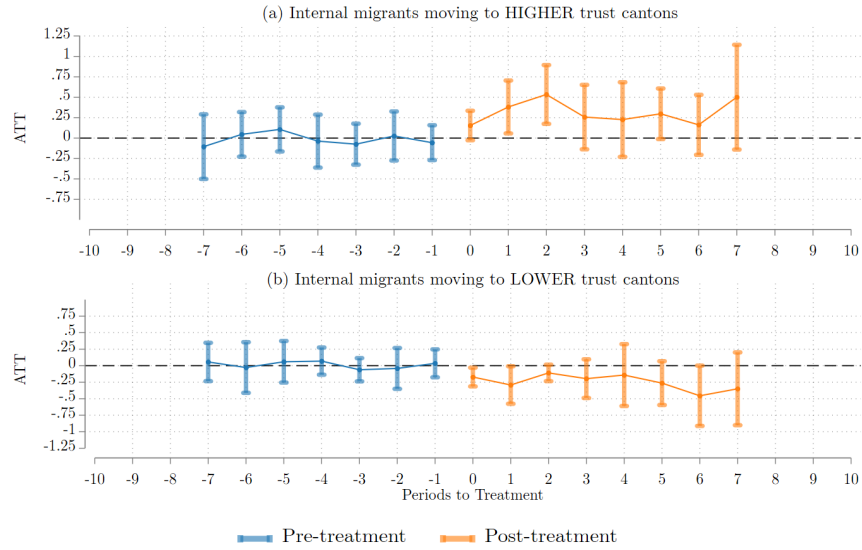 (a) Internal migrants moving to HIGHER trust cantons
1.25
1
.75
.5
.25
0
-.25
-.5
-.75
ATT
-10 -9 -8 -7 -6 -5 -4 -3 -2 -1 0 1 2 3 4 5 6 7 8 9 10
(b) Internal migrants moving to LOWER trust cantons
.75
.5
.25
0
-.25
-.5
-.75
-1
-1.25
ATT
-10 -9 -8 -7 -6 -5 -4 -3 -2 -1 0 1 2 3 4 5 6 7 8 9 10
Periods to Treatment
Pre-treatment Post-treatment